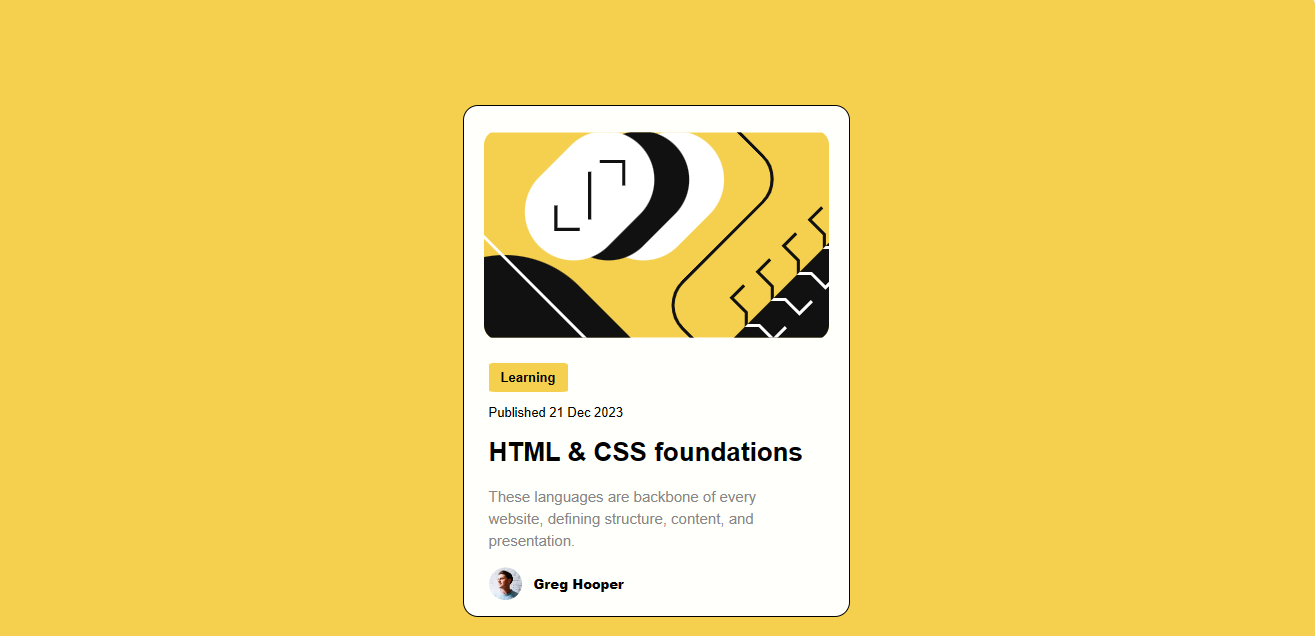 Learning
Published 21 Dec 2023
HTML & CSS foundations
These languages are backbone of every
website, defining structure, content, and
presentation.
Greg Hooper